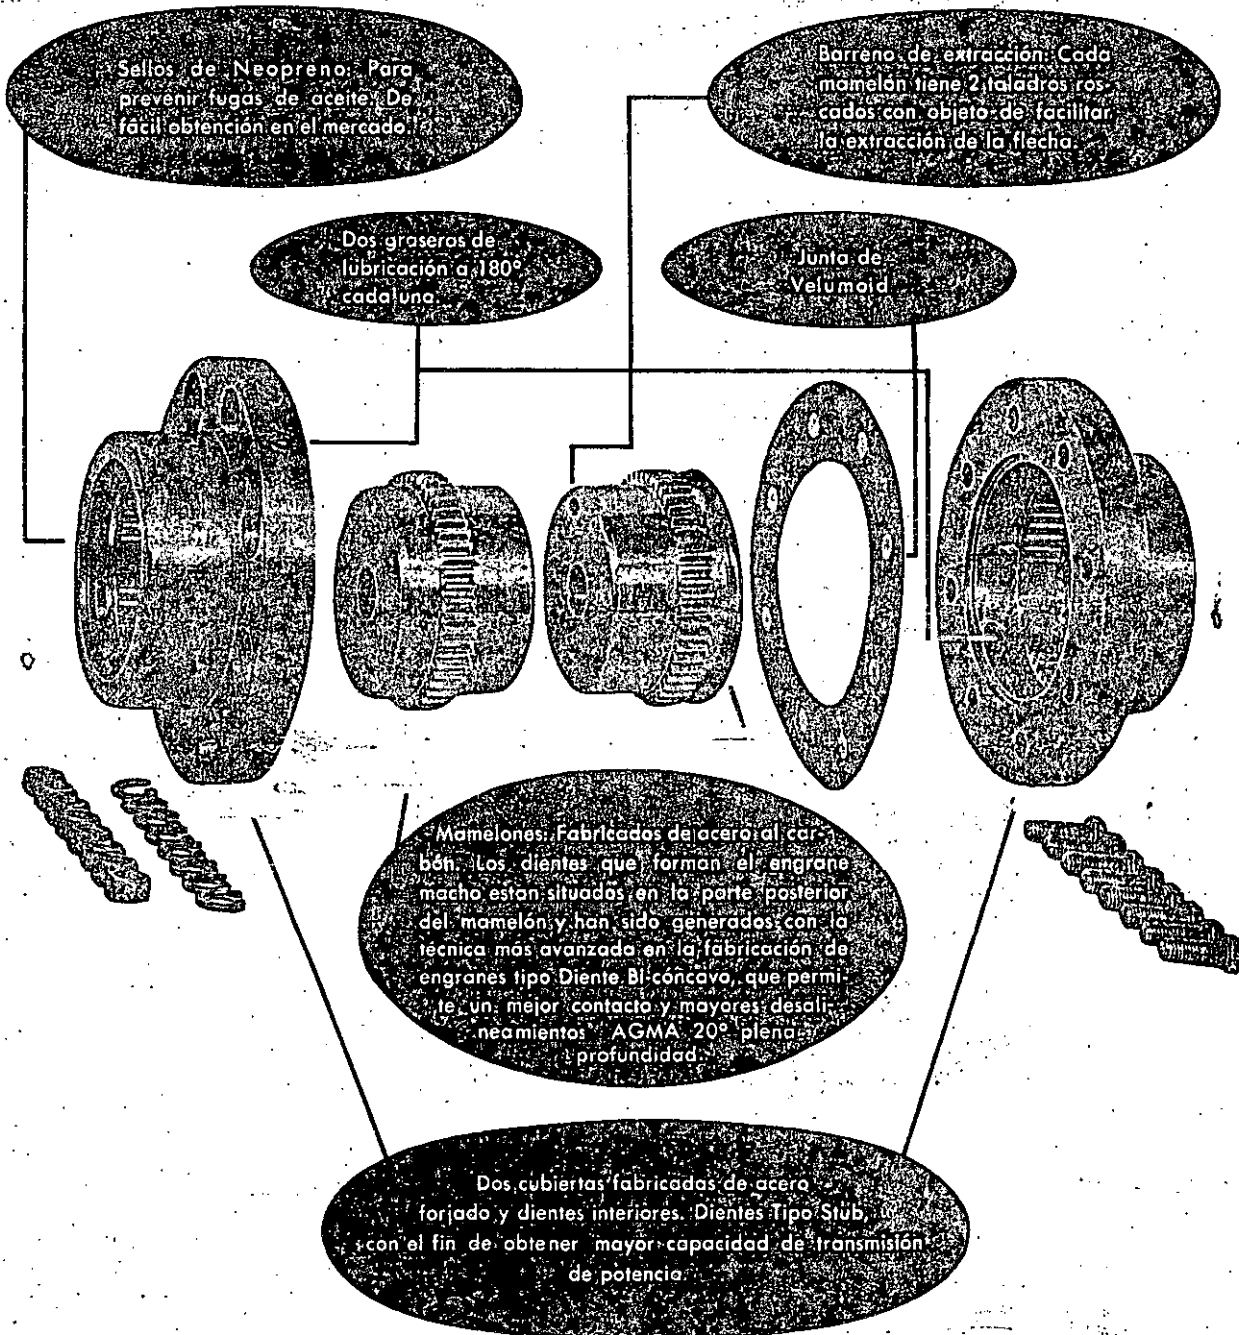 Sellos de Neopreno: Para
prevenir fugas de aceite. De
fácil obtención en el mercado.
Barreno de extracción: Cada
mamelón tiene 2 taladros ros-
cados con objeto de facilitar
la extracción de la flecha.
Dos graseras de
lubricación a 180°
cada una.
Junta de
Velumoid
Mamelones: Fabricados de acero al car-
bón. Los dientes que forman el engrane
macho estan situados en la parte posterior
del mamelón y han sido generados con la
técnica más avanzada en la fabricación de
engranes tipo Diente Bi-cóncavo, que permi-
te un mejor contacto y mayores desali-
neamientos AGMA 20° plena
profundidad.
Dos cubiertas fabricadas de acero
forjado y dientes interiores. Dientes Tipo Stub,
con el fin de obtener mayor capacidad de transmisión
de potencia.